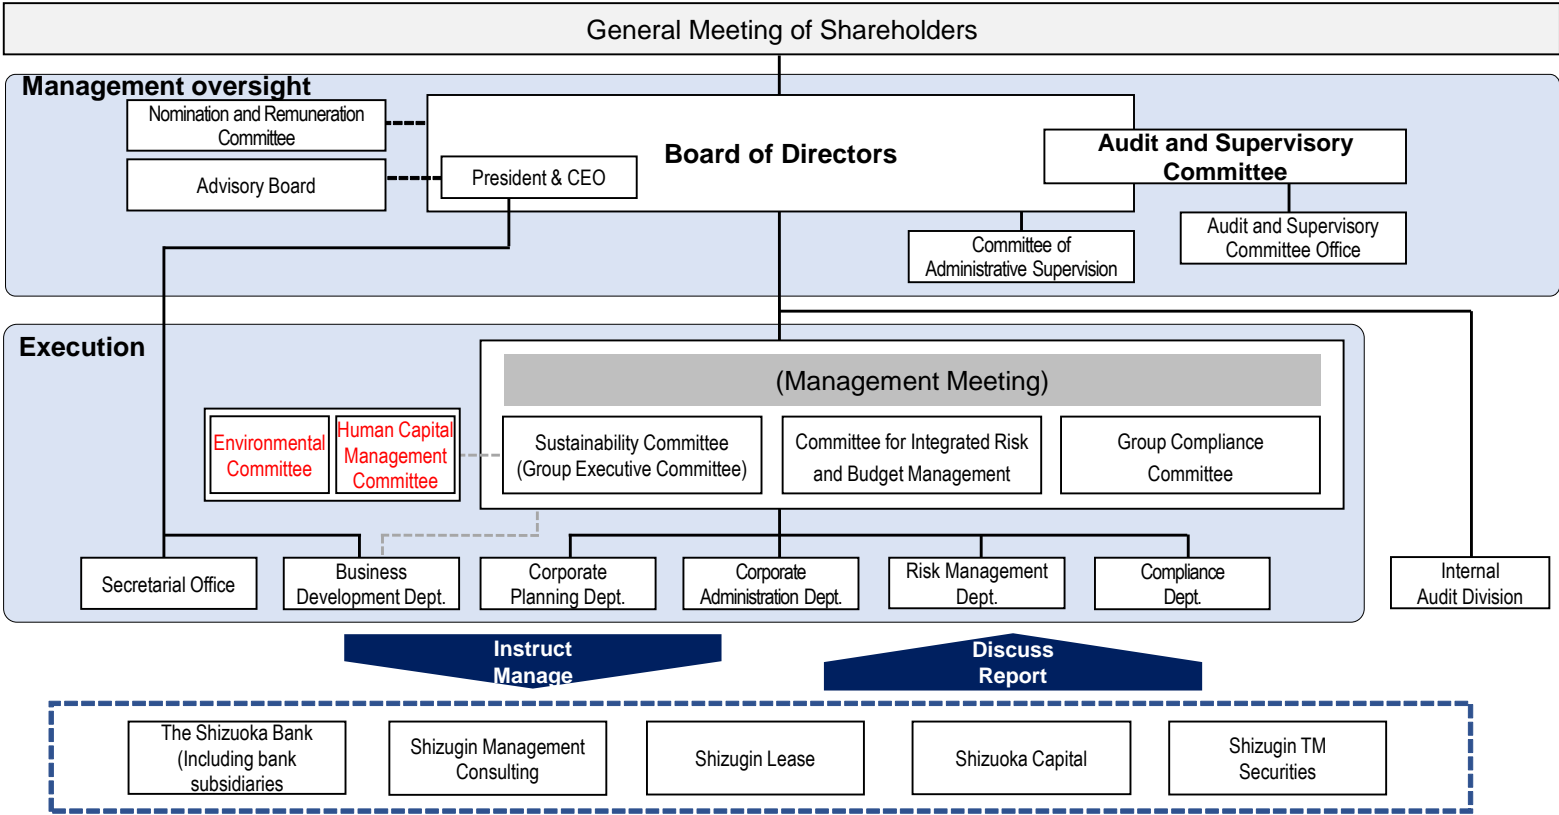 General Meeting of Shareholders
Management oversight
Nomination and Remuneration
Committee
Advisory Board
President & CEO
Board of Directors
Audit and Supervisory
Committee
Committee of
Administrative Supervision
Audit and Supervisory
Committee Office
Execution
(Management Meeting)
Environmental
Committee
Human Capital
Management
Committee
Sustainability Committee
(Group Executive Committee)
Committee for Integrated Risk
and Budget Management
Group Compliance
Committee
Secretarial Office
Business
Development Dept.
Corporate
Planning Dept.
Corporate
Administration Dept.
Risk Management
Dept.
Compliance
Dept.
Internal
Audit Division
Instruct
Manage
Discuss
Report
The Shizuoka Bank
(Including bank
subsidiaries
Shizugin Management
Consulting
Shizugin Lease
Shizuoka Capital
Shizugin TM
Securities